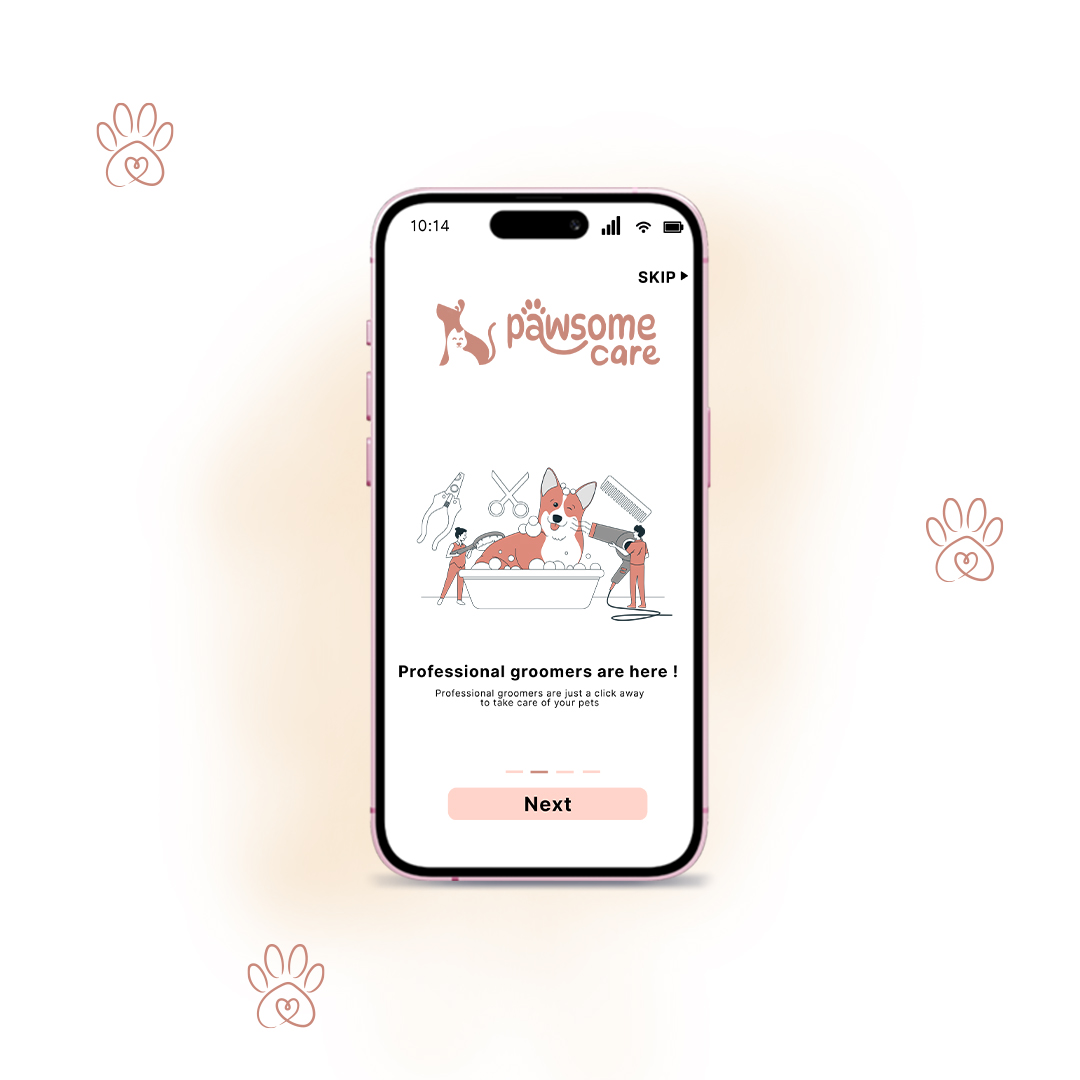 10:14
SKIP
pawsome
care
Professional groomers are here !
Professional groomers are just a click away
to take care of your pets
Next